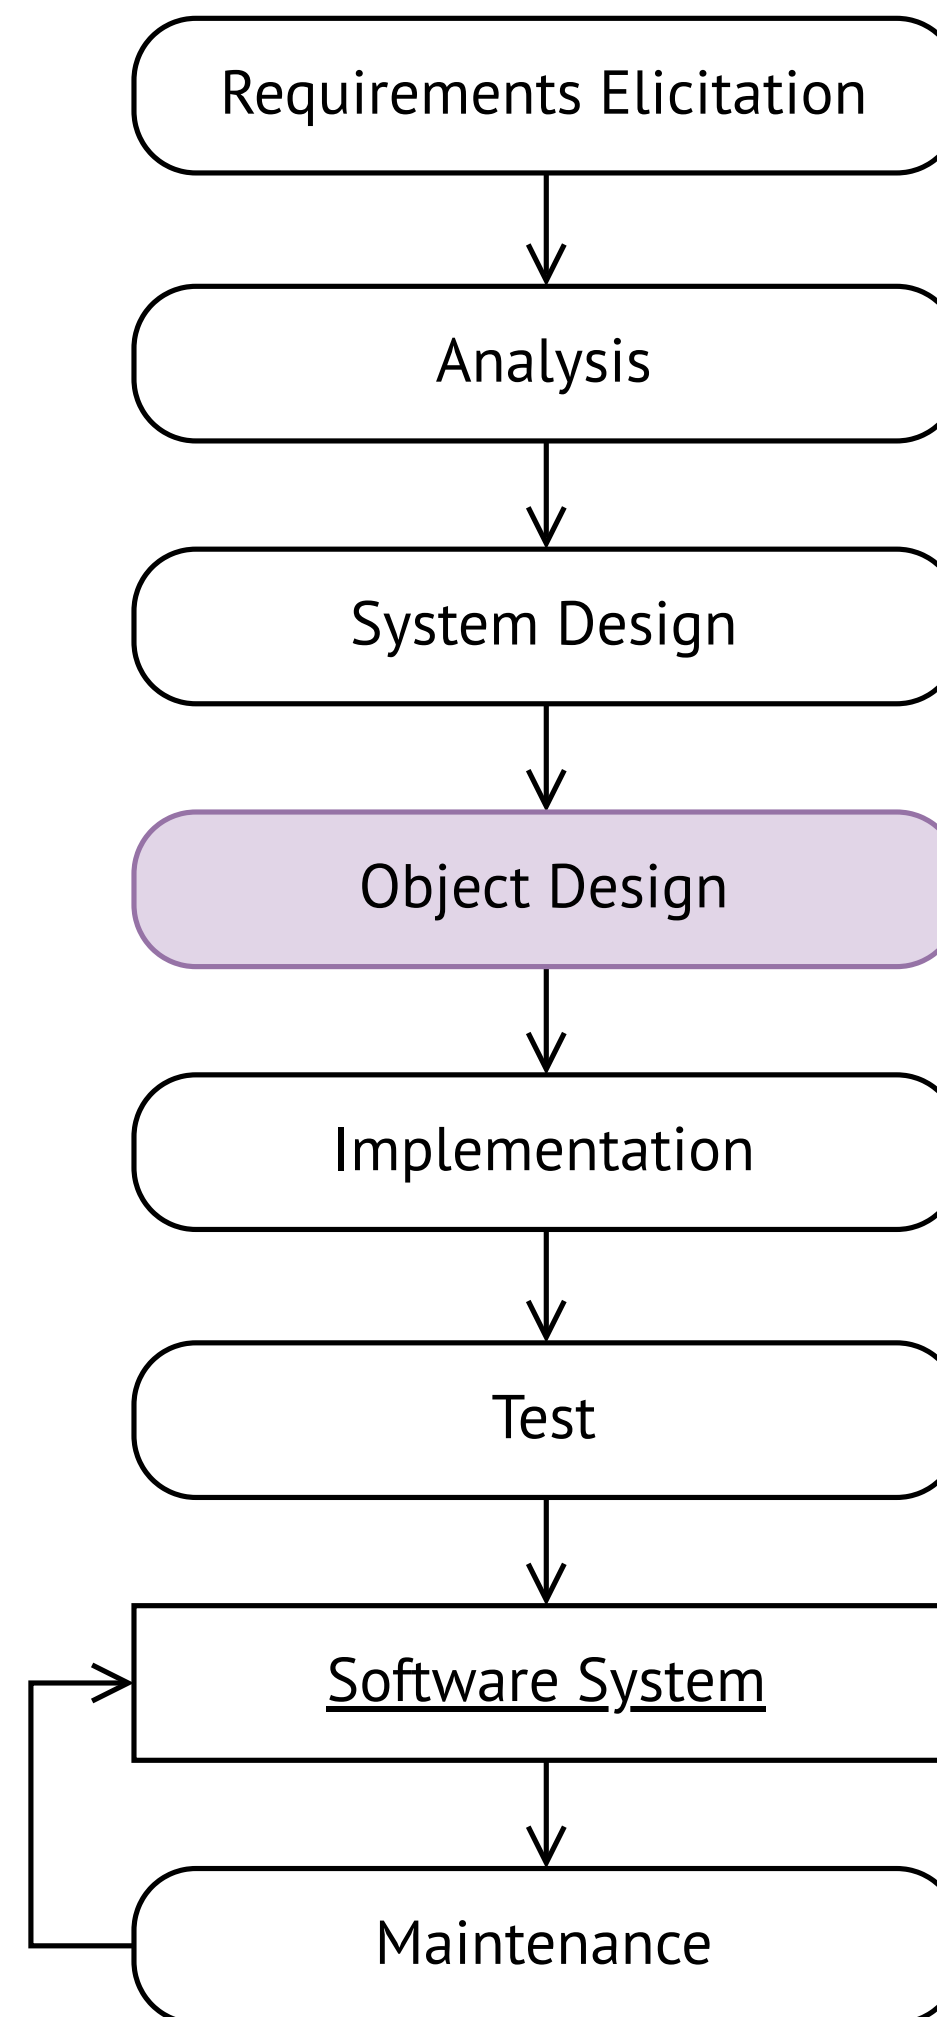 Requirements Elicitation
Analysis
System Design
Object Design
Implementation
Test
Software System
Maintenance